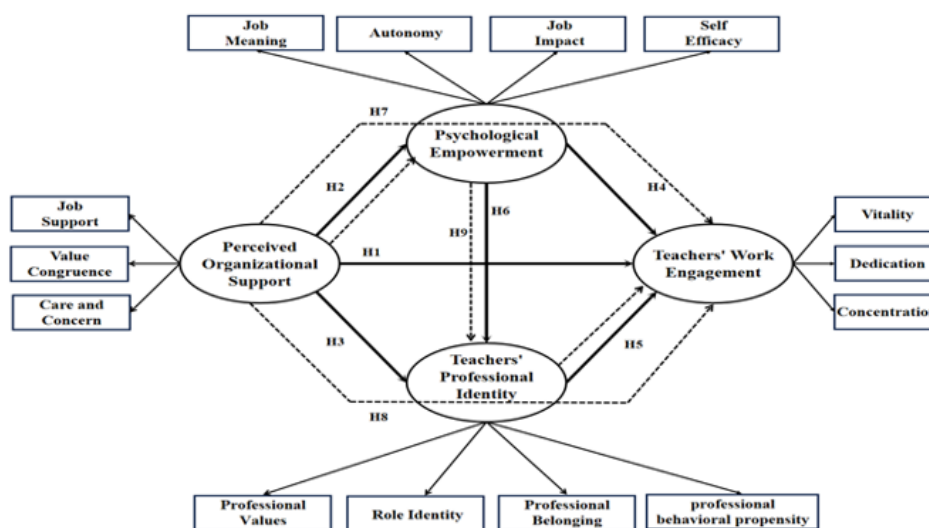 Job
Meaning
Autonomy
Job
Impact
Self
Efficacy
H7
Psychological
Empowerment
H2
H4
H6
H9
Job
Support
Value
Congruence
Care and
Concern
Perceived
Organizational
Support
H1
Teachers' Work
Engagement
Vitality
Dedication
Concentration
H3
Teachers'
Professional
Identity
H5
H8
Professional
Values
Role Identity
Professional
Belonging
professional
behavioral propensity